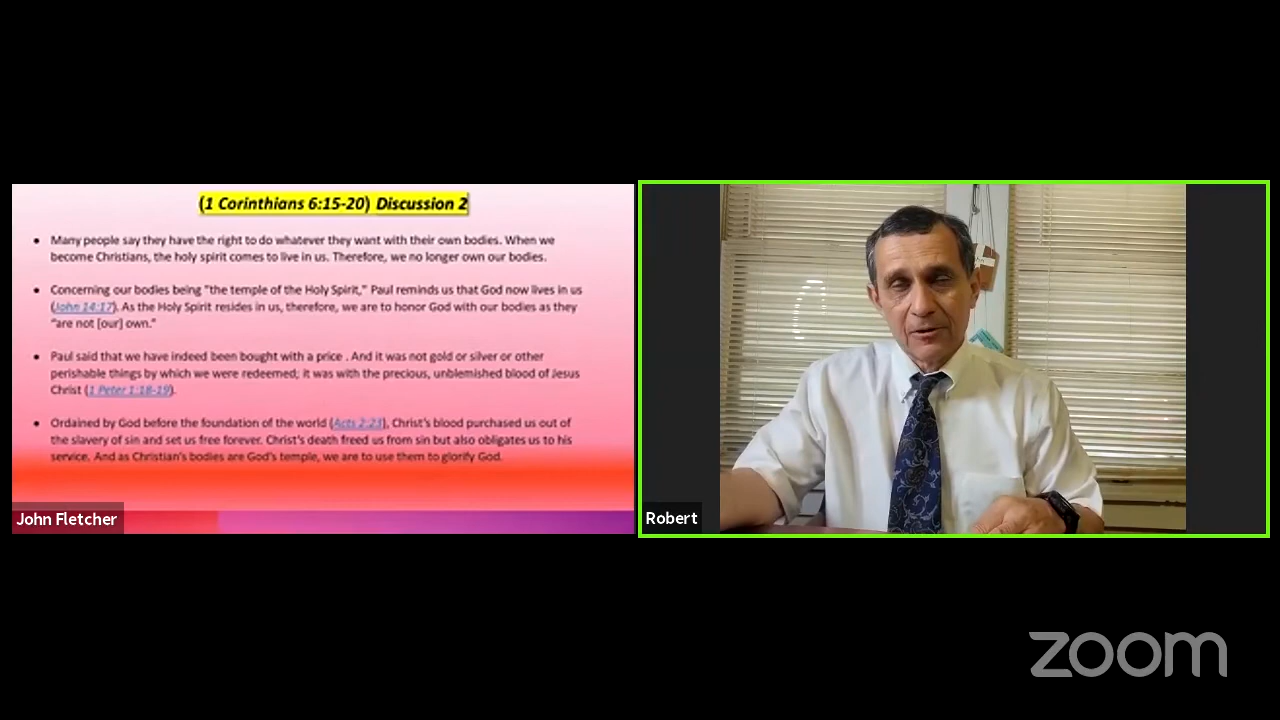 (1 Corinthians 6:15-20) Discussion 2
• Many people say they have the right to do whatever they want with their own bodies. When we
become Christians, the holy spirit comes to live in us. Therefore, we no longer own our bodies.
• Concerning our bodies being "the temple of the Holy Spirit," Paul reminds us that God now lives in us
(John 14:17). As the Holy Spirit resides in us, therefore, we are to honor God with our bodies as they
"are not [our] own."
• Paul said that we have indeed been bought with a price . And it was not gold or silver or other
perishable things by which we were redeemed; it was with the precious, unblemished blood of Jesus
Christ (1 Peter 1:18-19).
• Ordained by God before the foundation of the world (Acts 2:23), Christ's blood purchased us out of
the slavery of sin and set us free forever. Christ's death freed us from sin but also obligates us to his
service. And as Christian's bodies are God's temple, we are to use them to glorify God.
John Fletcher
Robert
zoom